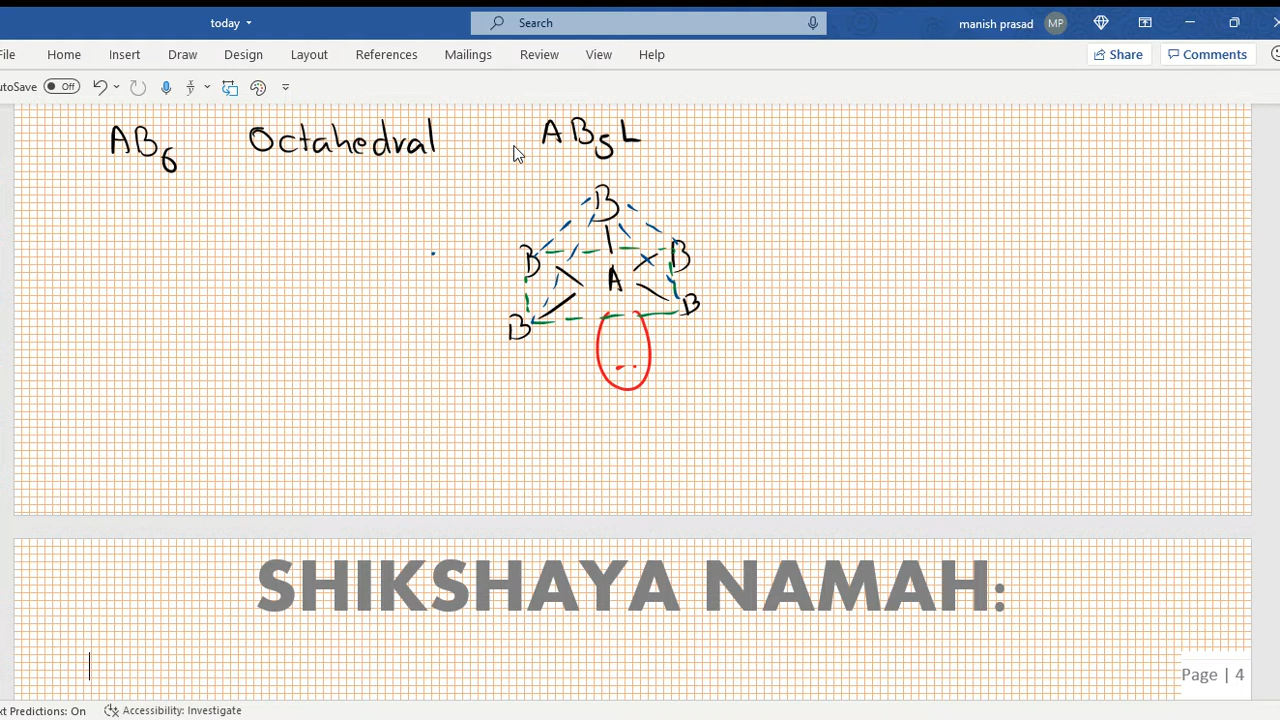 today
Search
manish prasad MP
File Home Insert Draw Design Layout References Mailings Review View Help Share Comments
AutoSave Off
AB6 Octahedral AB5L
B
B B
A
B B
SHIKSHAYA NAMAH:
Page | 4
xt Predictions: On Accessibility: Investigate